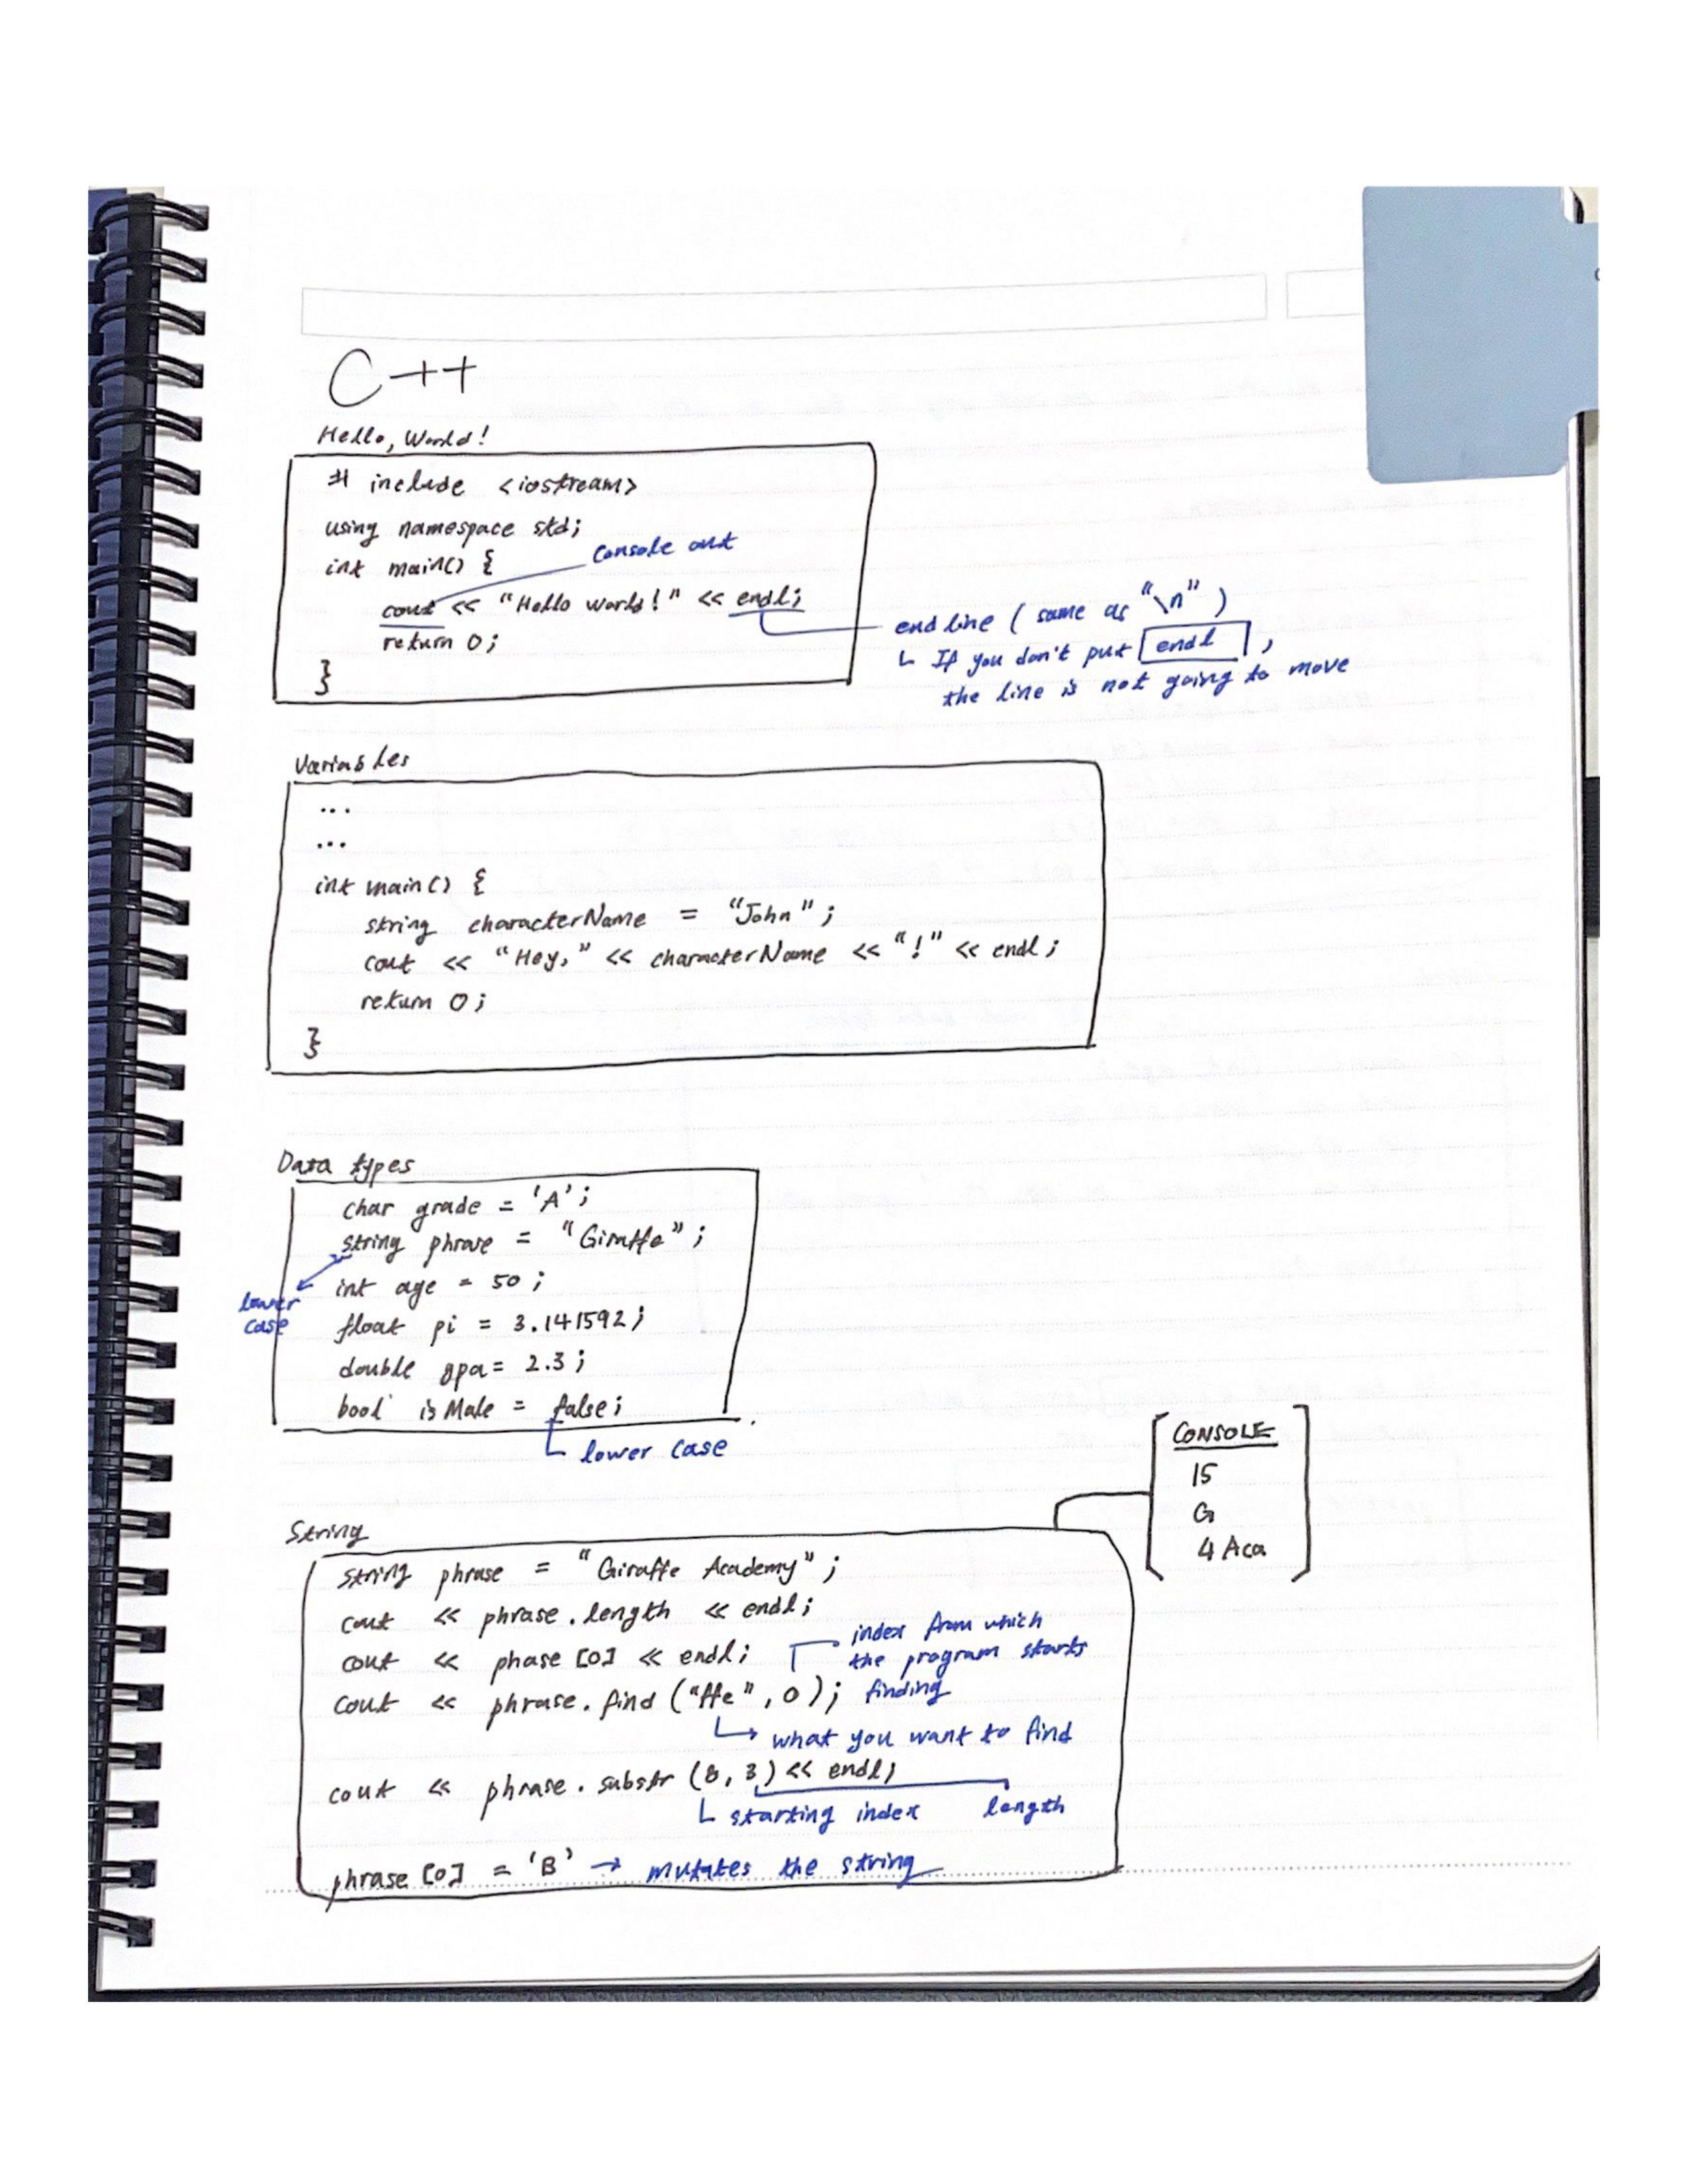 C++
Hello, World!
# include <iostream>
using namespace std;
int main() {
console out
cout << "Hello world!" << endl;
return 0;
}
end line ( same as "\n" )
If you don't put endl ,
the line is not going to move
Variables
...
...
int main() {
string characterName = "John";
cout << "Hey," << characterName << "!" << endl;
return 0;
}
Data types
char grade = 'A';
string phrase = "Giraffe";
lower
case
int age = 50;
float pi = 3.141592;
double gpa = 2.3;
bool isMale = false;
lower case
CONSOLE
15
G
4 Aca
String
string phrase = "Giraffe Academy";
cout << phrase.length << endl;
cout << phase [0] << endl;
index from which
the program starts
finding
cout << phrase.find ("ffe", 0);
what you want to find
cout << phrase.substr (8, 3) << endl;
starting index length
phrase [0] = 'B' → mutates the string